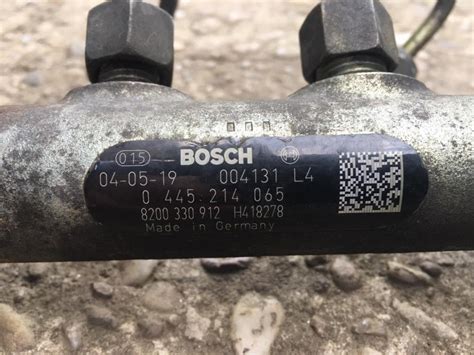 015 BOSCH
04-05-19 004131 L4
0 445 214 065
8200 330 912 H418278
Made in Germany